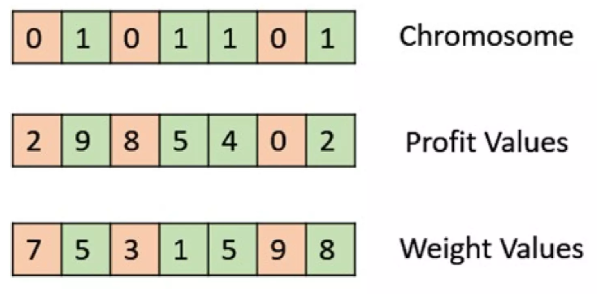 0 1 0 1 1 0 1 Chromosome
2 9 8 5 4 0 2 Profit Values
7 5 3 1 5 9 8 Weight Values